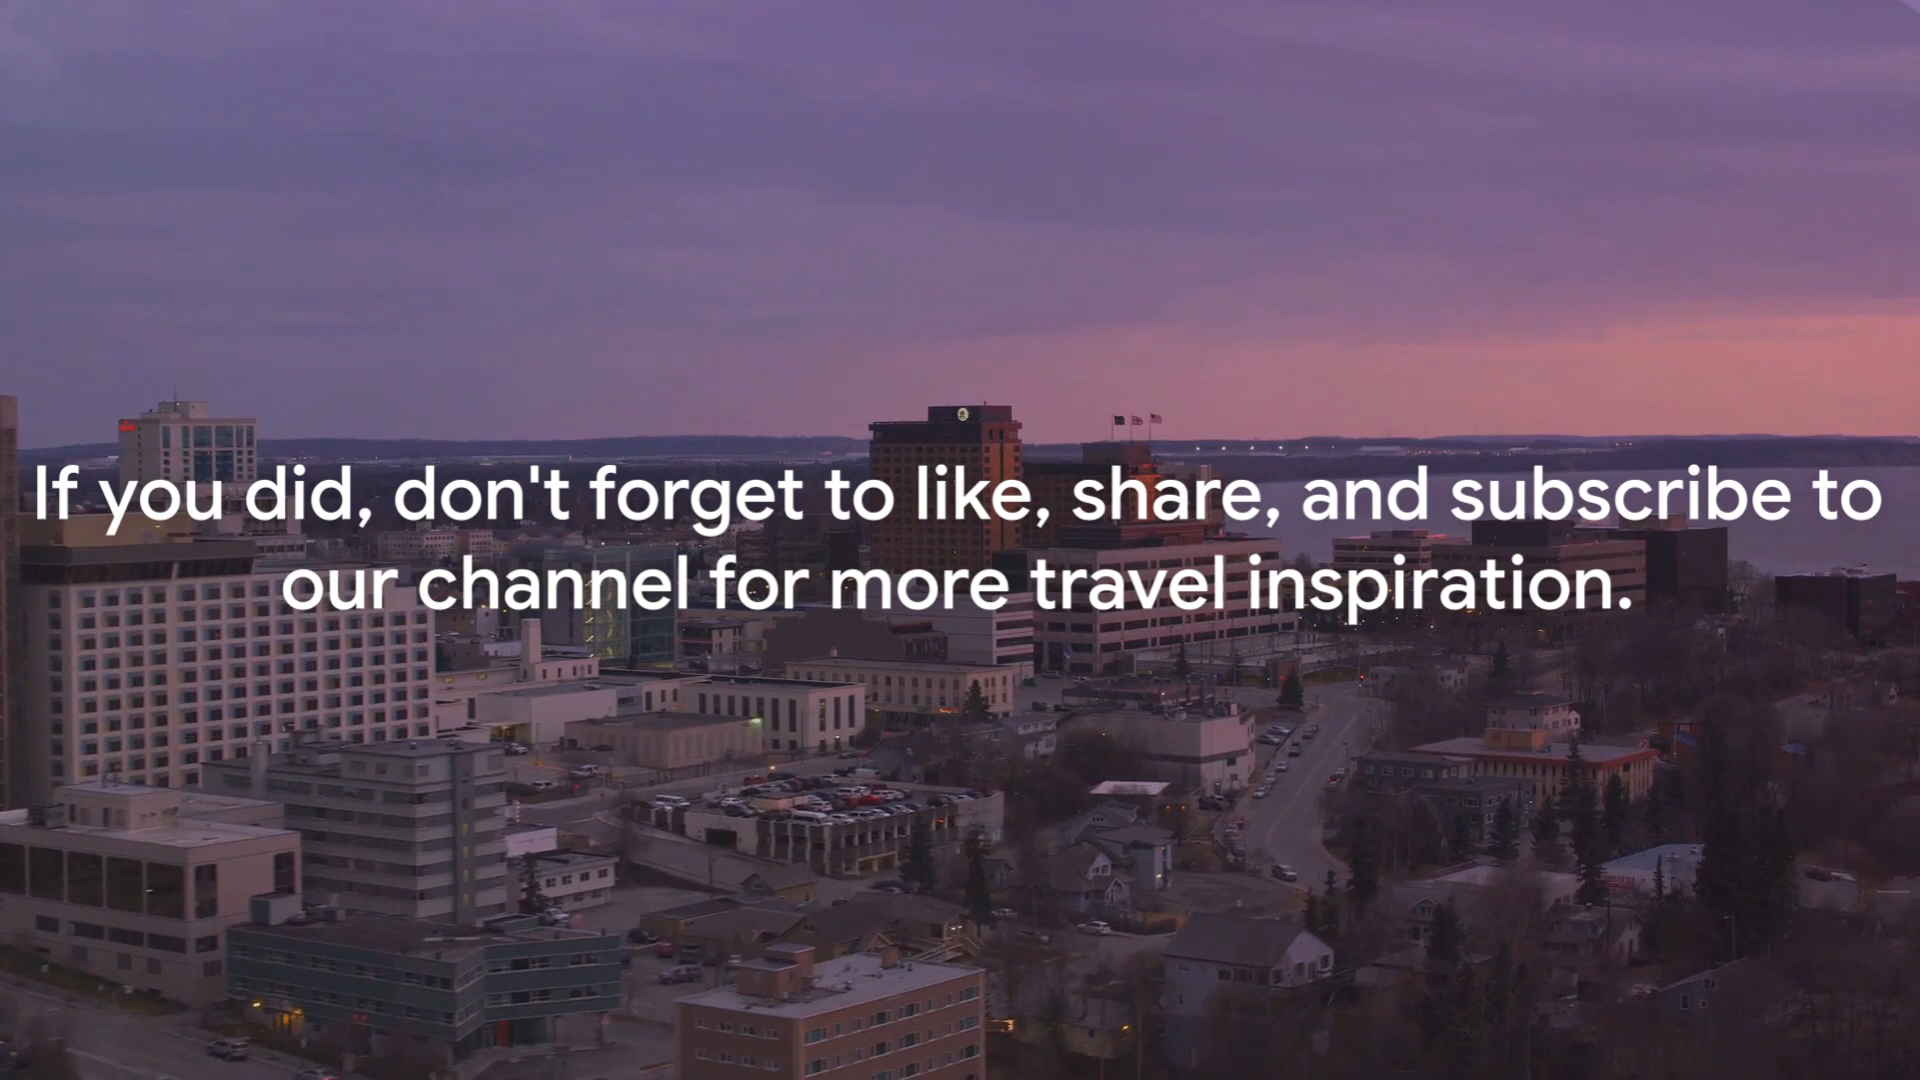 If you did, don't forget to like, share, and subscribe to
our channel for more travel inspiration.